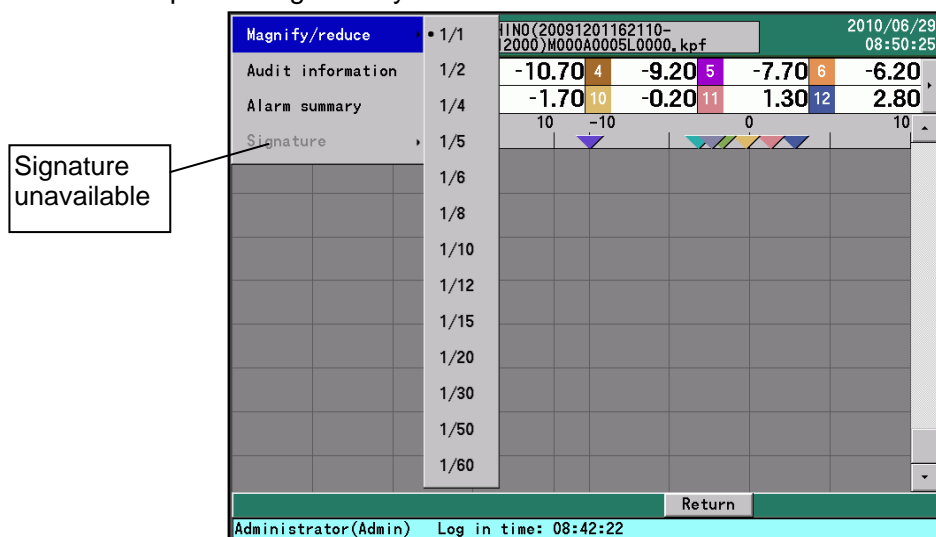 Magnify/reduce
Audit information
Alarm summary
Signature
• 1/1
1/2
1/4
1/5
1/6
1/8
1/10
1/12
1/15
1/20
1/30
1/50
1/60
HINO(20091201162110-
2000)M000A0005L0000.kpf
2010/06/29
08:50:25
-10.70 4 -9.20 5 -7.70 6 -6.20
-1.70 10 -0.20 11 1.30 12 2.80
10 -10 0 10
Signature
unavailable
Return
Administrator(Admin) Log in time: 08:42:22